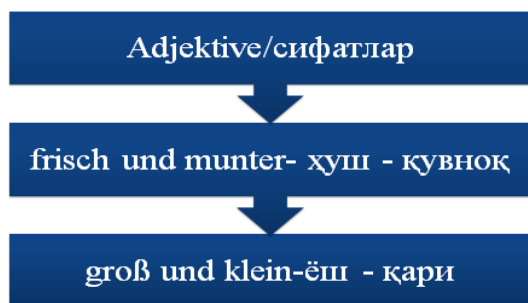 Adjektive/сифатлар
frisch und munter- ҳуш - қувноқ
groß und klein-ёш - қари